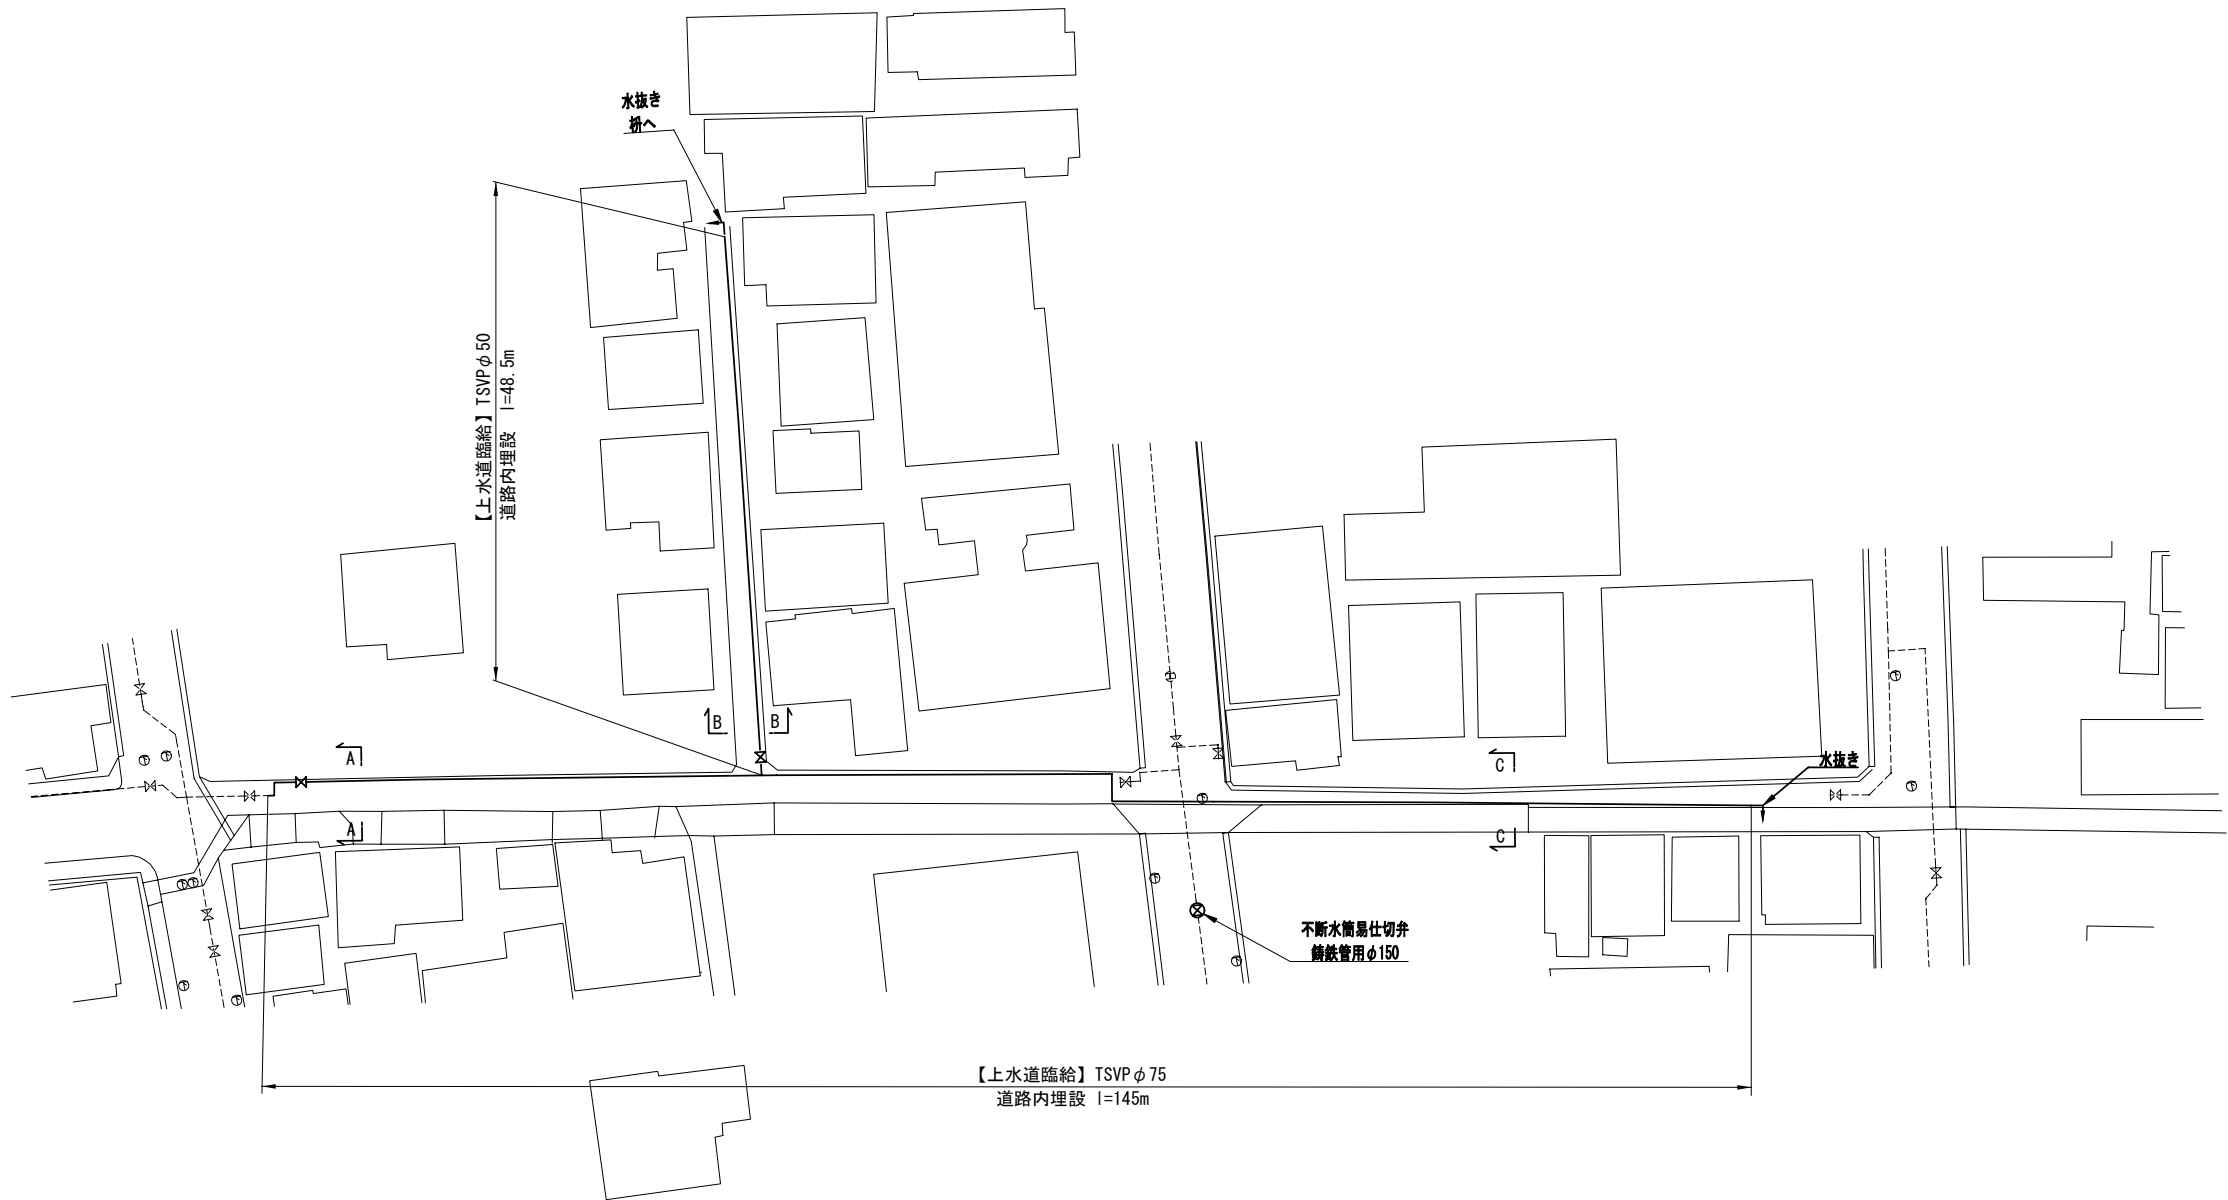 水抜き
枡へ
【上水道臨給】TSVPφ50
道路内埋設 l=48.5m
B
B
A
C
水抜き
A
C
不断水簡易仕切弁
鋳鉄管用φ150
【上水道臨給】TSVPφ75
道路内埋設 l=145m